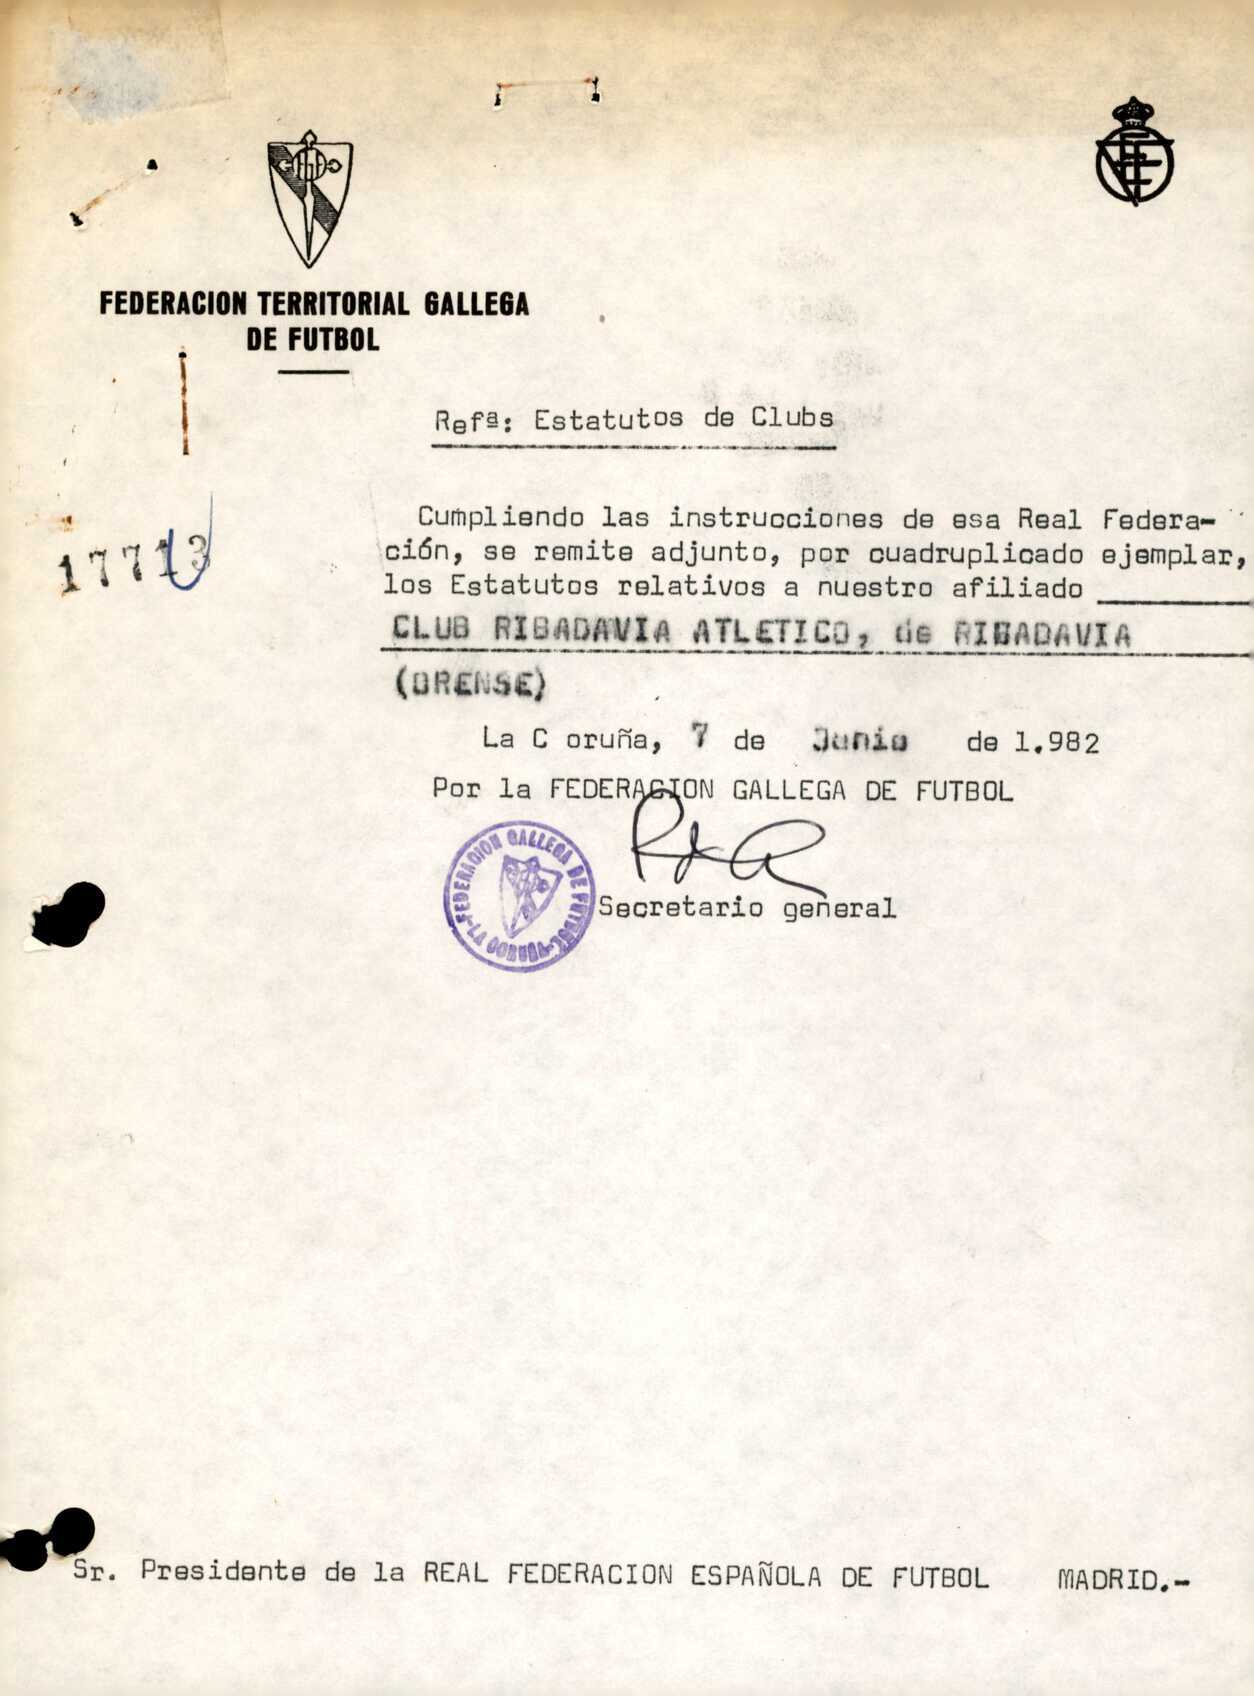 FEDERACION TERRITORIAL GALLEGA
DE FUTBOL
Refª: Estatutos de Clubs
Cumpliendo las instrucciones de esa Real Federa-
ción, se remite adjunto, por cuadruplicado ejemplar,
los Estatutos relativos a nuestro afiliado
CLUB RIBADAVIA ATLETICO, de RIBADAVIA
(ORENSE)
17713
La C oruña, 7 de Junio de 1.982
Por la FEDERACION GALLEGA DE FUTBOL
FEDERACION GALLEGA DE FUTBOL-LA CORUÑA-
Secretario general
Sr. Presidente de la REAL FEDERACION ESPAÑOLA DE FUTBOL MADRID.-